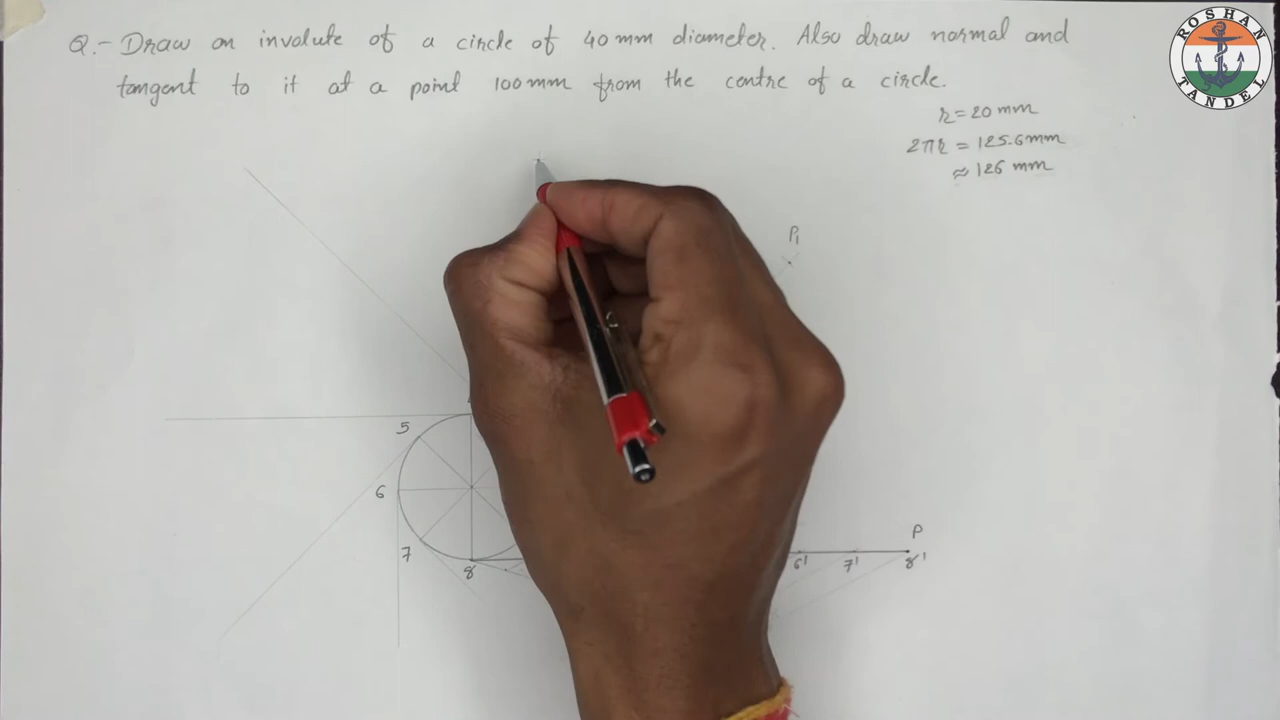 Q.- Draw an involute of a circle of 40 mm diameter. Also draw normal and
tangent to it at a point 100 mm from the centre of a circle.
ROSHAN
TANDEL
r = 20 mm
2πr = 125.6 mm
≈ 126 mm
P1
5
6
7
8
P
6' 7' 8'